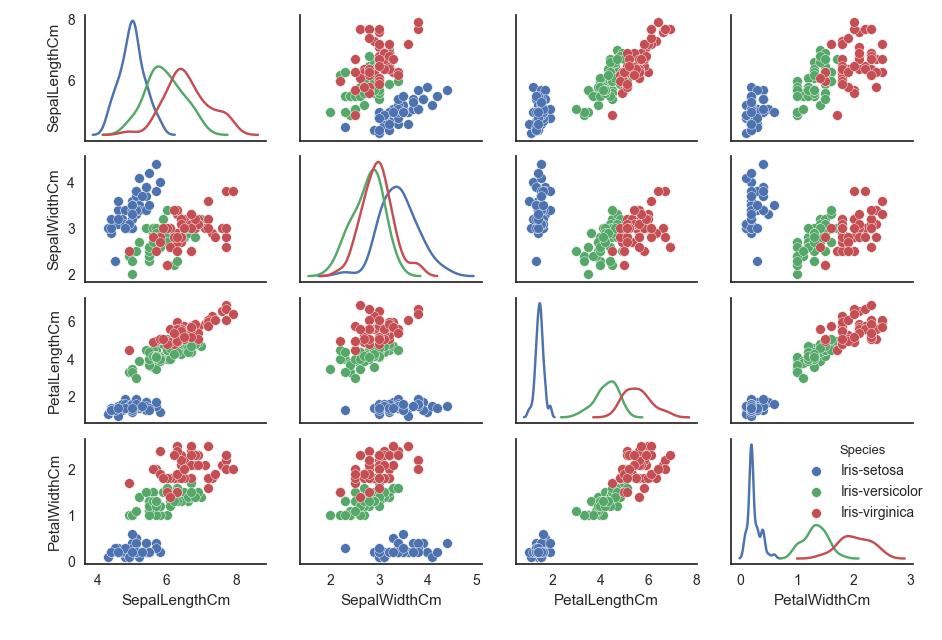 SepalLengthCm
8
6
SepalWidthCm
4
3
2
PetalLengthCm
6
4
2
PetalWidthCm
2
1
0
Species
Iris-setosa
Iris-versicolor
Iris-virginica
4 6 8
2 3 4 5
2 4 6 8
0 1 2 3
SepalLengthCm
SepalWidthCm
PetalLengthCm
PetalWidthCm